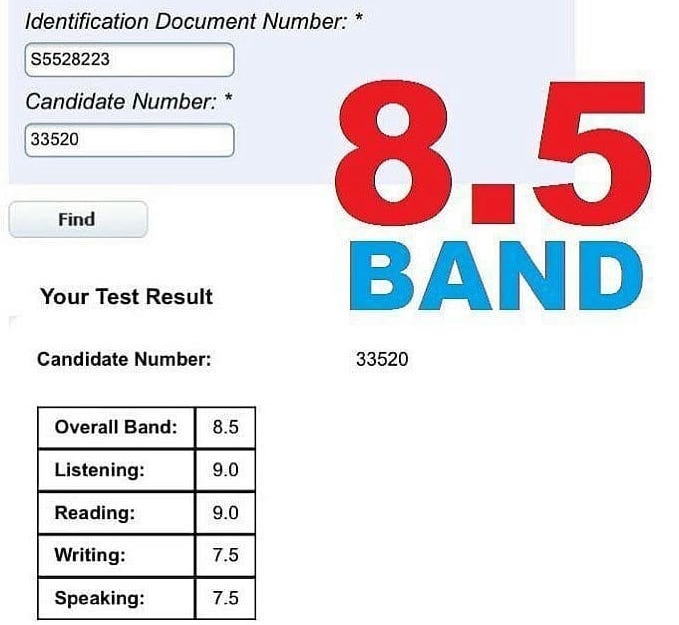 Identification Document Number: *
S5528223
Candidate Number: *
33520
Find
8.5
BAND
Your Test Result
Candidate Number: 33520
Overall Band: 8.5
Listening: 9.0
Reading: 9.0
Writing: 7.5
Speaking: 7.5